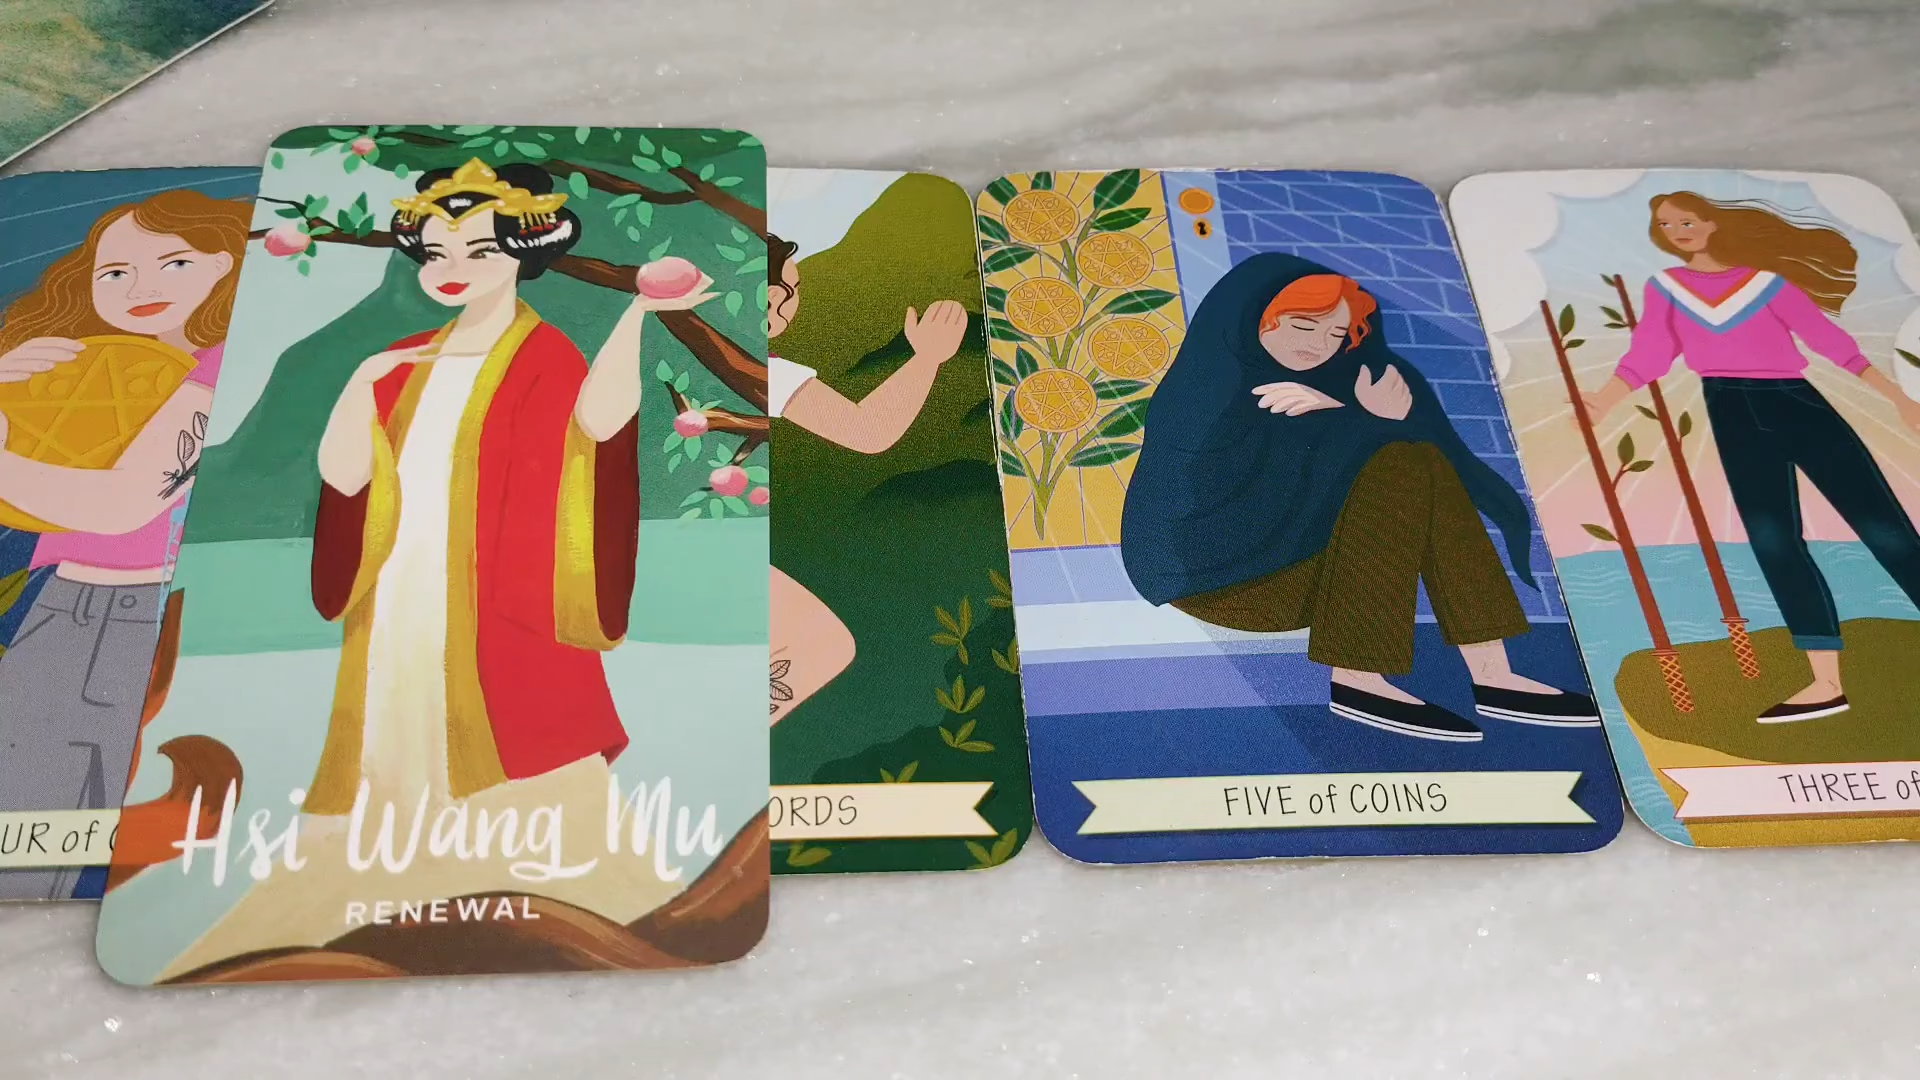 UR of
Hsi Wang Mu
RENEWAL
ORDS
FIVE of COINS
THREE of